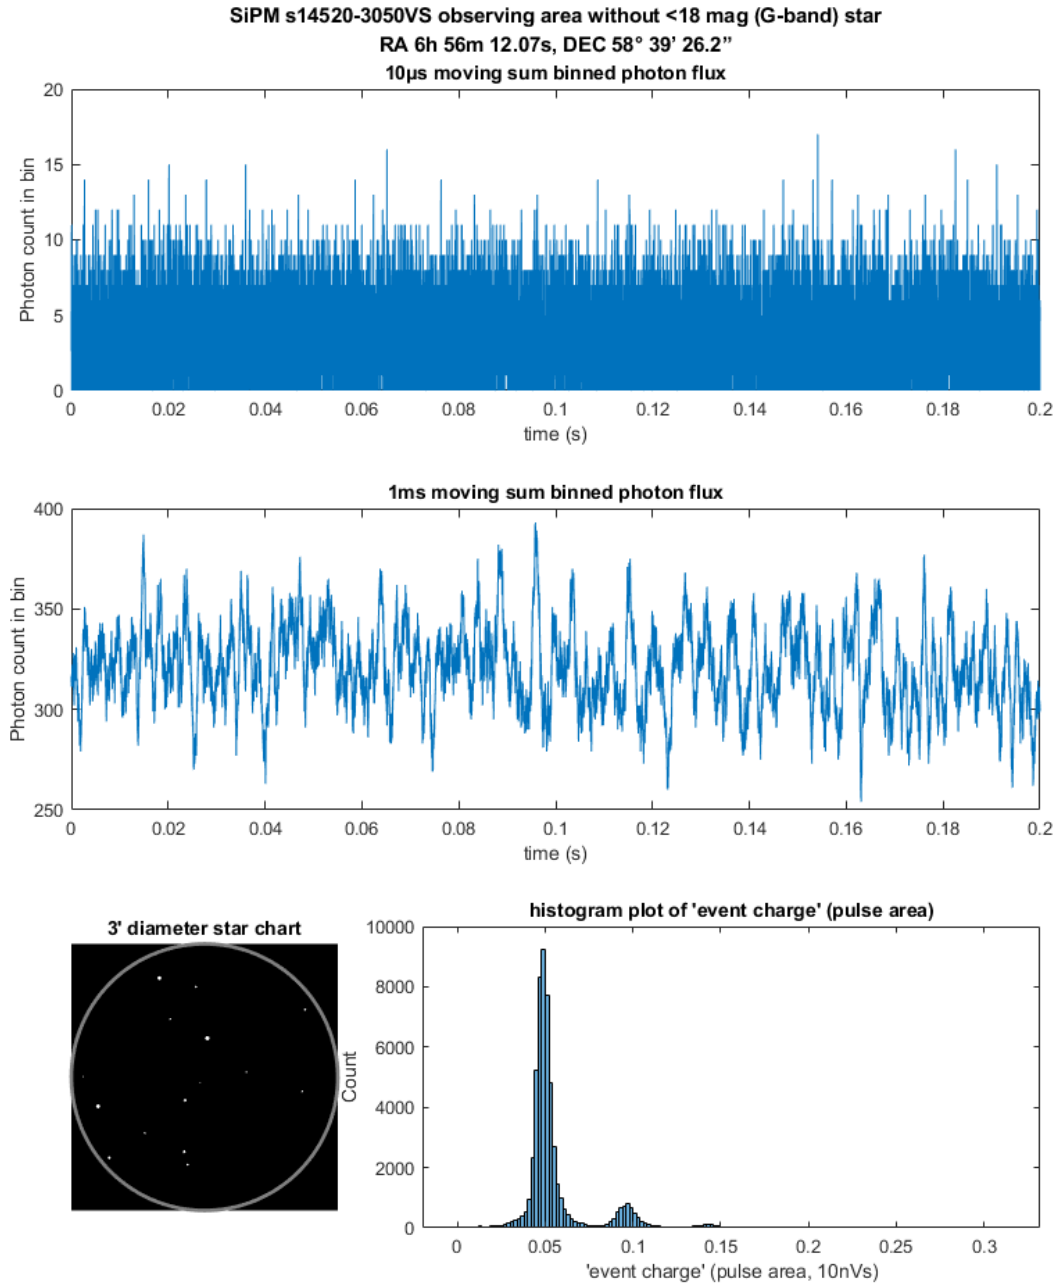 SiPM s14520-3050VS observing area without <18 mag (G-band) star
RA 6h 56m 12.07s, DEC 58° 39’ 26.2”
10µs moving sum binned photon flux
20
15
10
5
0
Photon count in bin
0 0.02 0.04 0.06 0.08 0.1 0.12 0.14 0.16 0.18 0.2
time (s)
1ms moving sum binned photon flux
400
350
300
250
Photon count in bin
0 0.02 0.04 0.06 0.08 0.1 0.12 0.14 0.16 0.18 0.2
time (s)
3' diameter star chart
histogram plot of 'event charge' (pulse area)
10000
8000
6000
4000
2000
0
Count
0 0.05 0.1 0.15 0.2 0.25 0.3
'event charge' (pulse area, 10nVs)